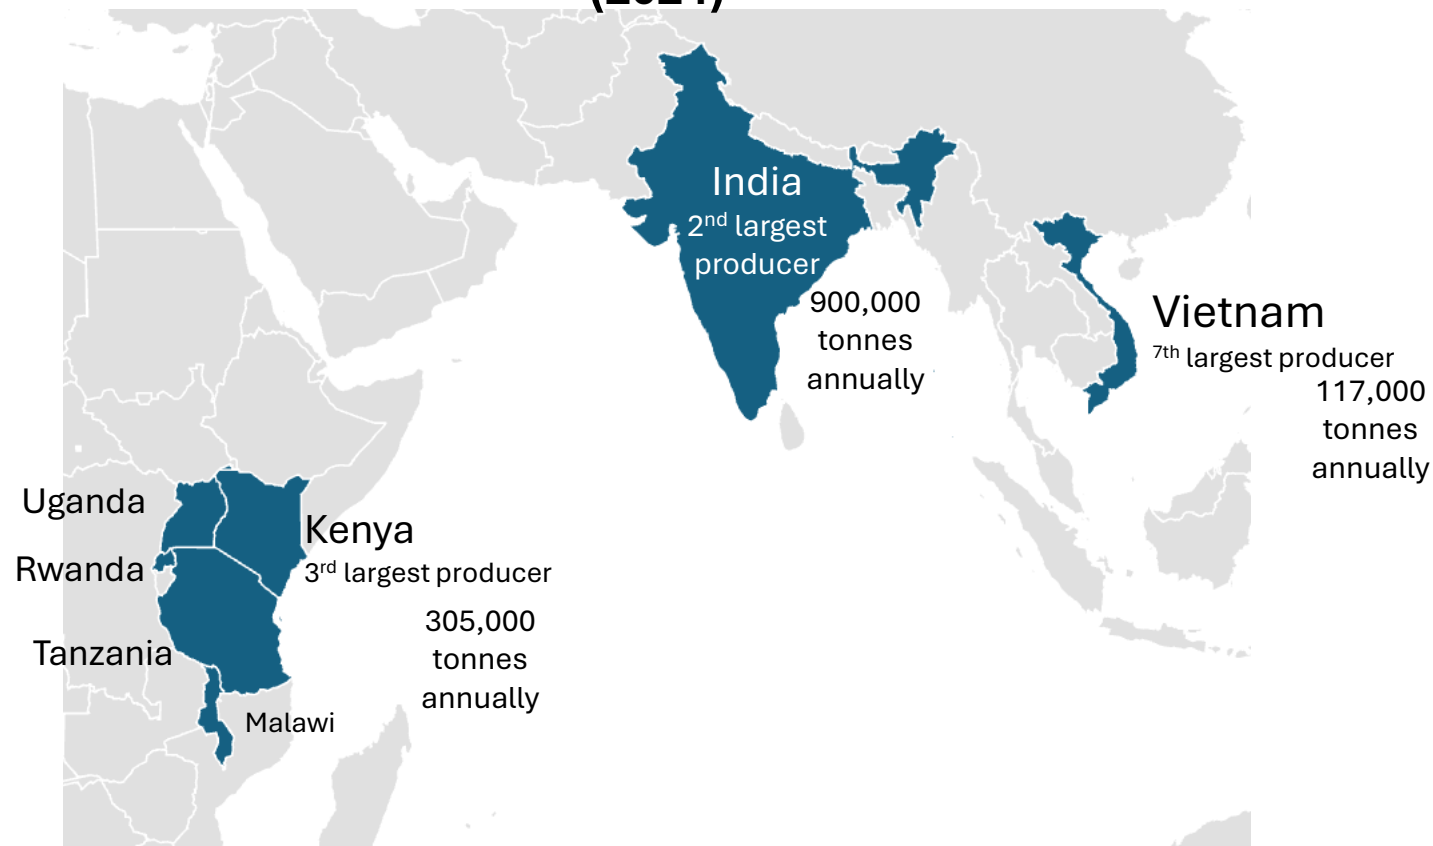 India
2nd largest
producer
900,000
tonnes
annually
Vietnam
7th largest producer
117,000
tonnes
annually
Uganda
Kenya
3rd largest producer
Rwanda
305,000
tonnes
annually
Tanzania
Malawi